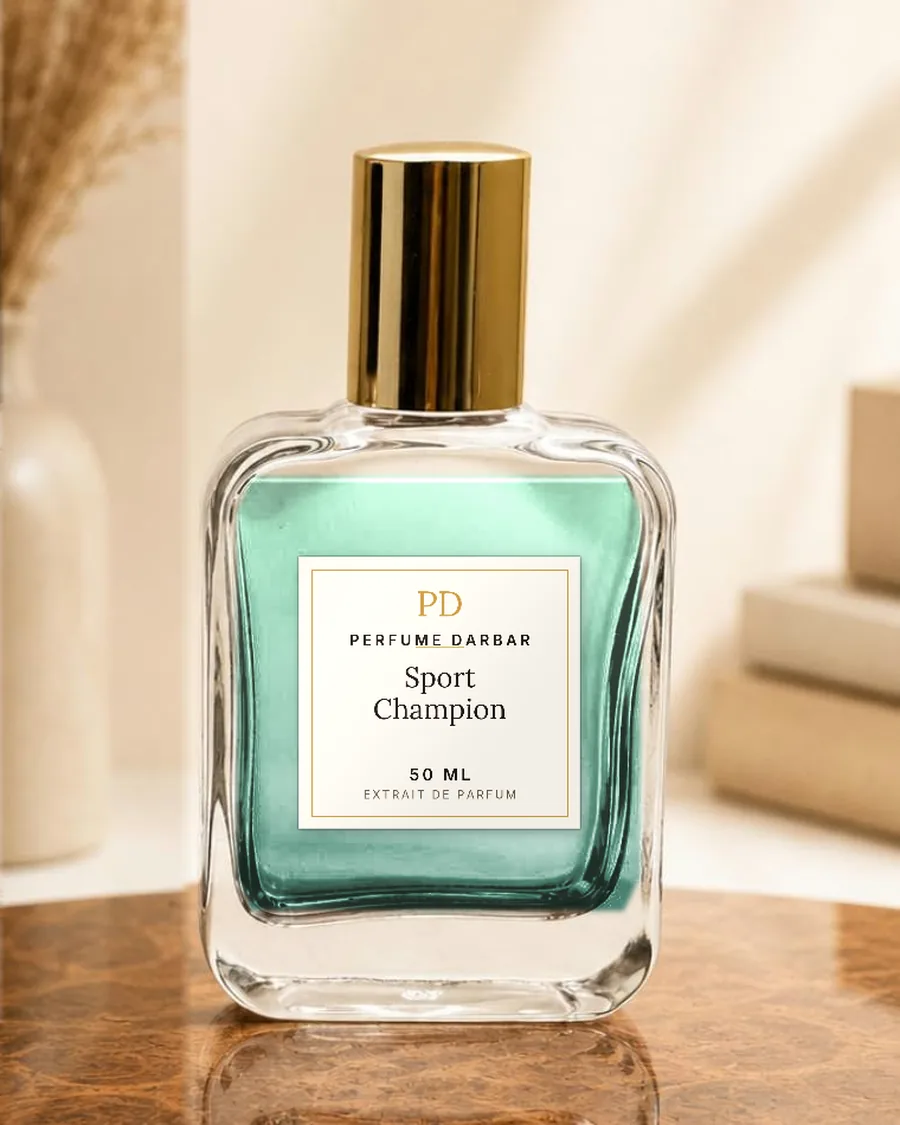 PD
PERFUME DARBAR
Sport
Champion
50 ML
EXTRAIT DE PARFUM